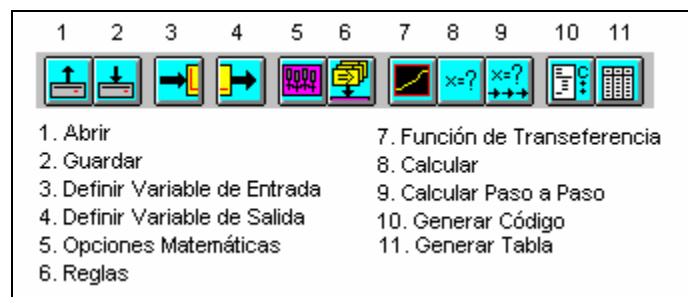 1 2 3 4 5 6 7 8 9 10 11
x=? x=? C
1. Abrir
2. Guardar
3. Definir Variable de Entrada
4. Definir Variable de Salida
5. Opciones Matemáticas
6. Reglas
7. Función de Transeferencia
8. Calcular
9. Calcular Paso a Paso
10. Generar Código
11. Generar Tabla